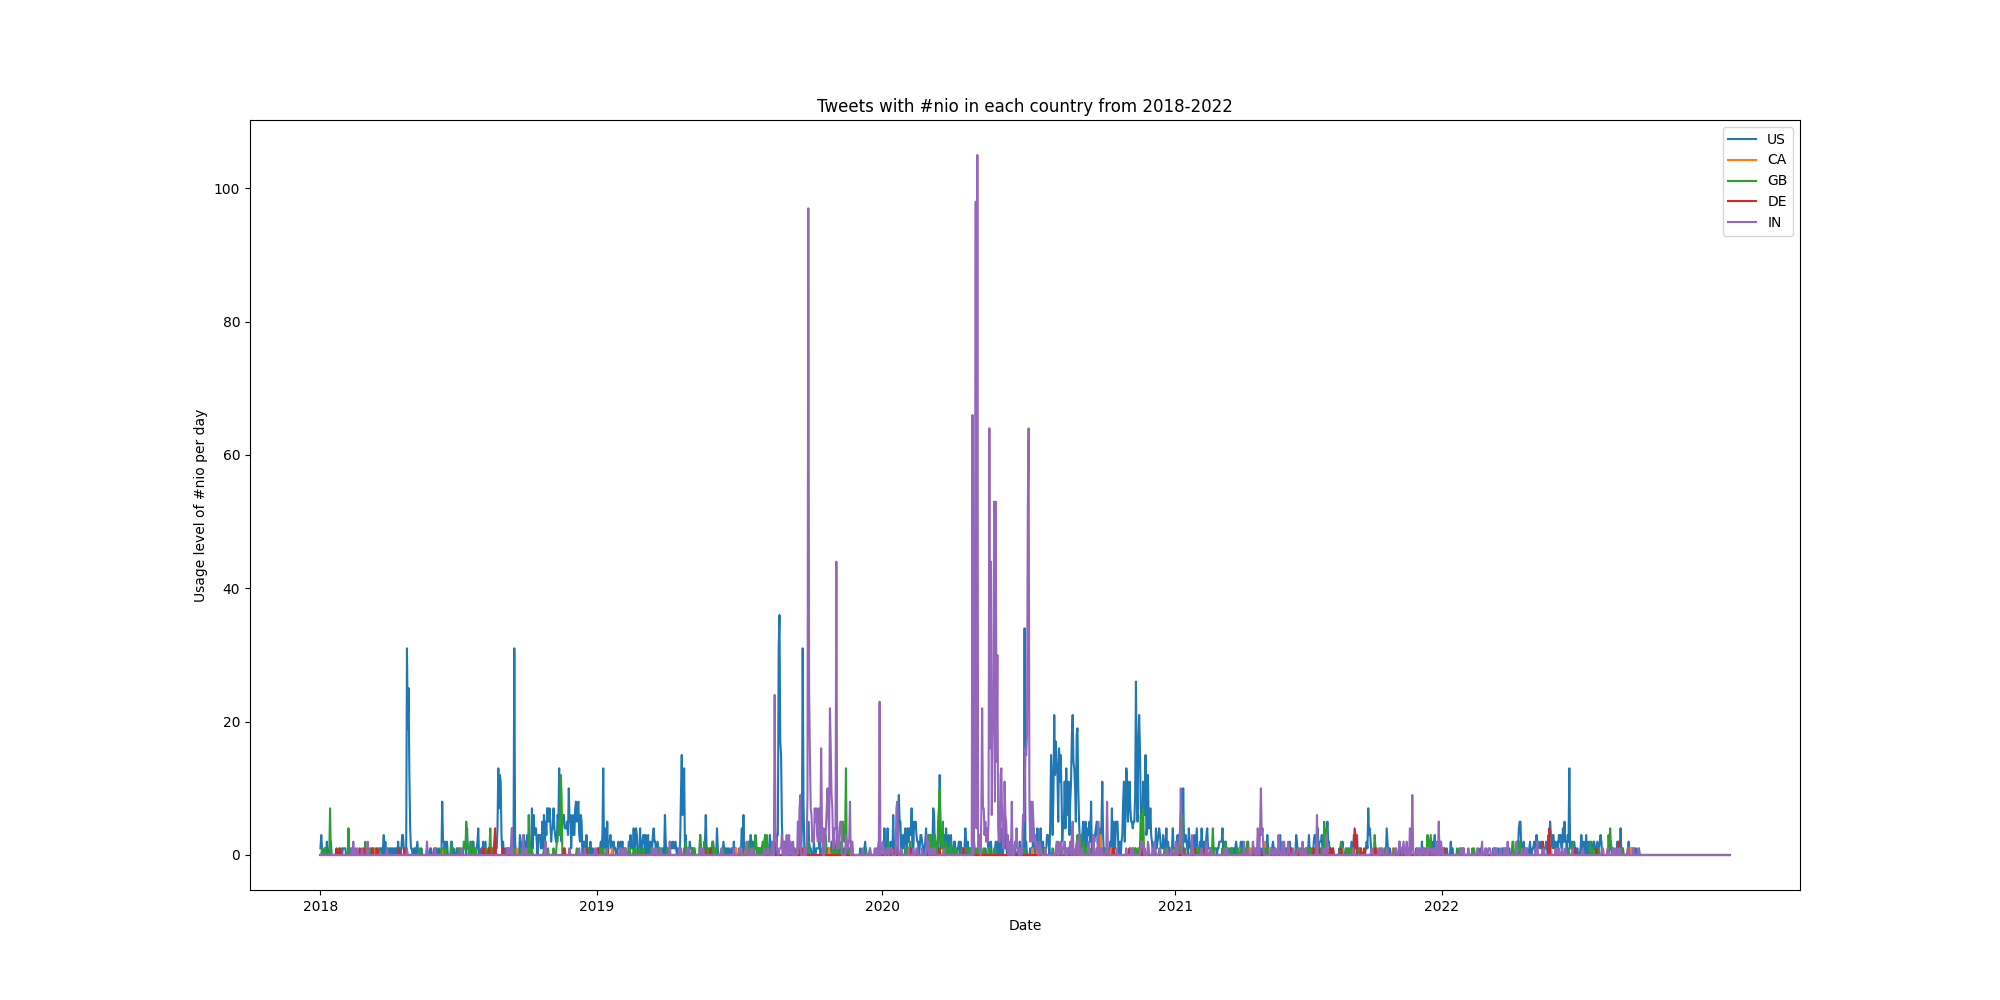 Tweets with #nio in each country from 2018-2022
US
CA
GB
DE
IN
100
80
60
40
20
0
Usage level of #nio per day
2018 2019 2020 2021 2022
Date